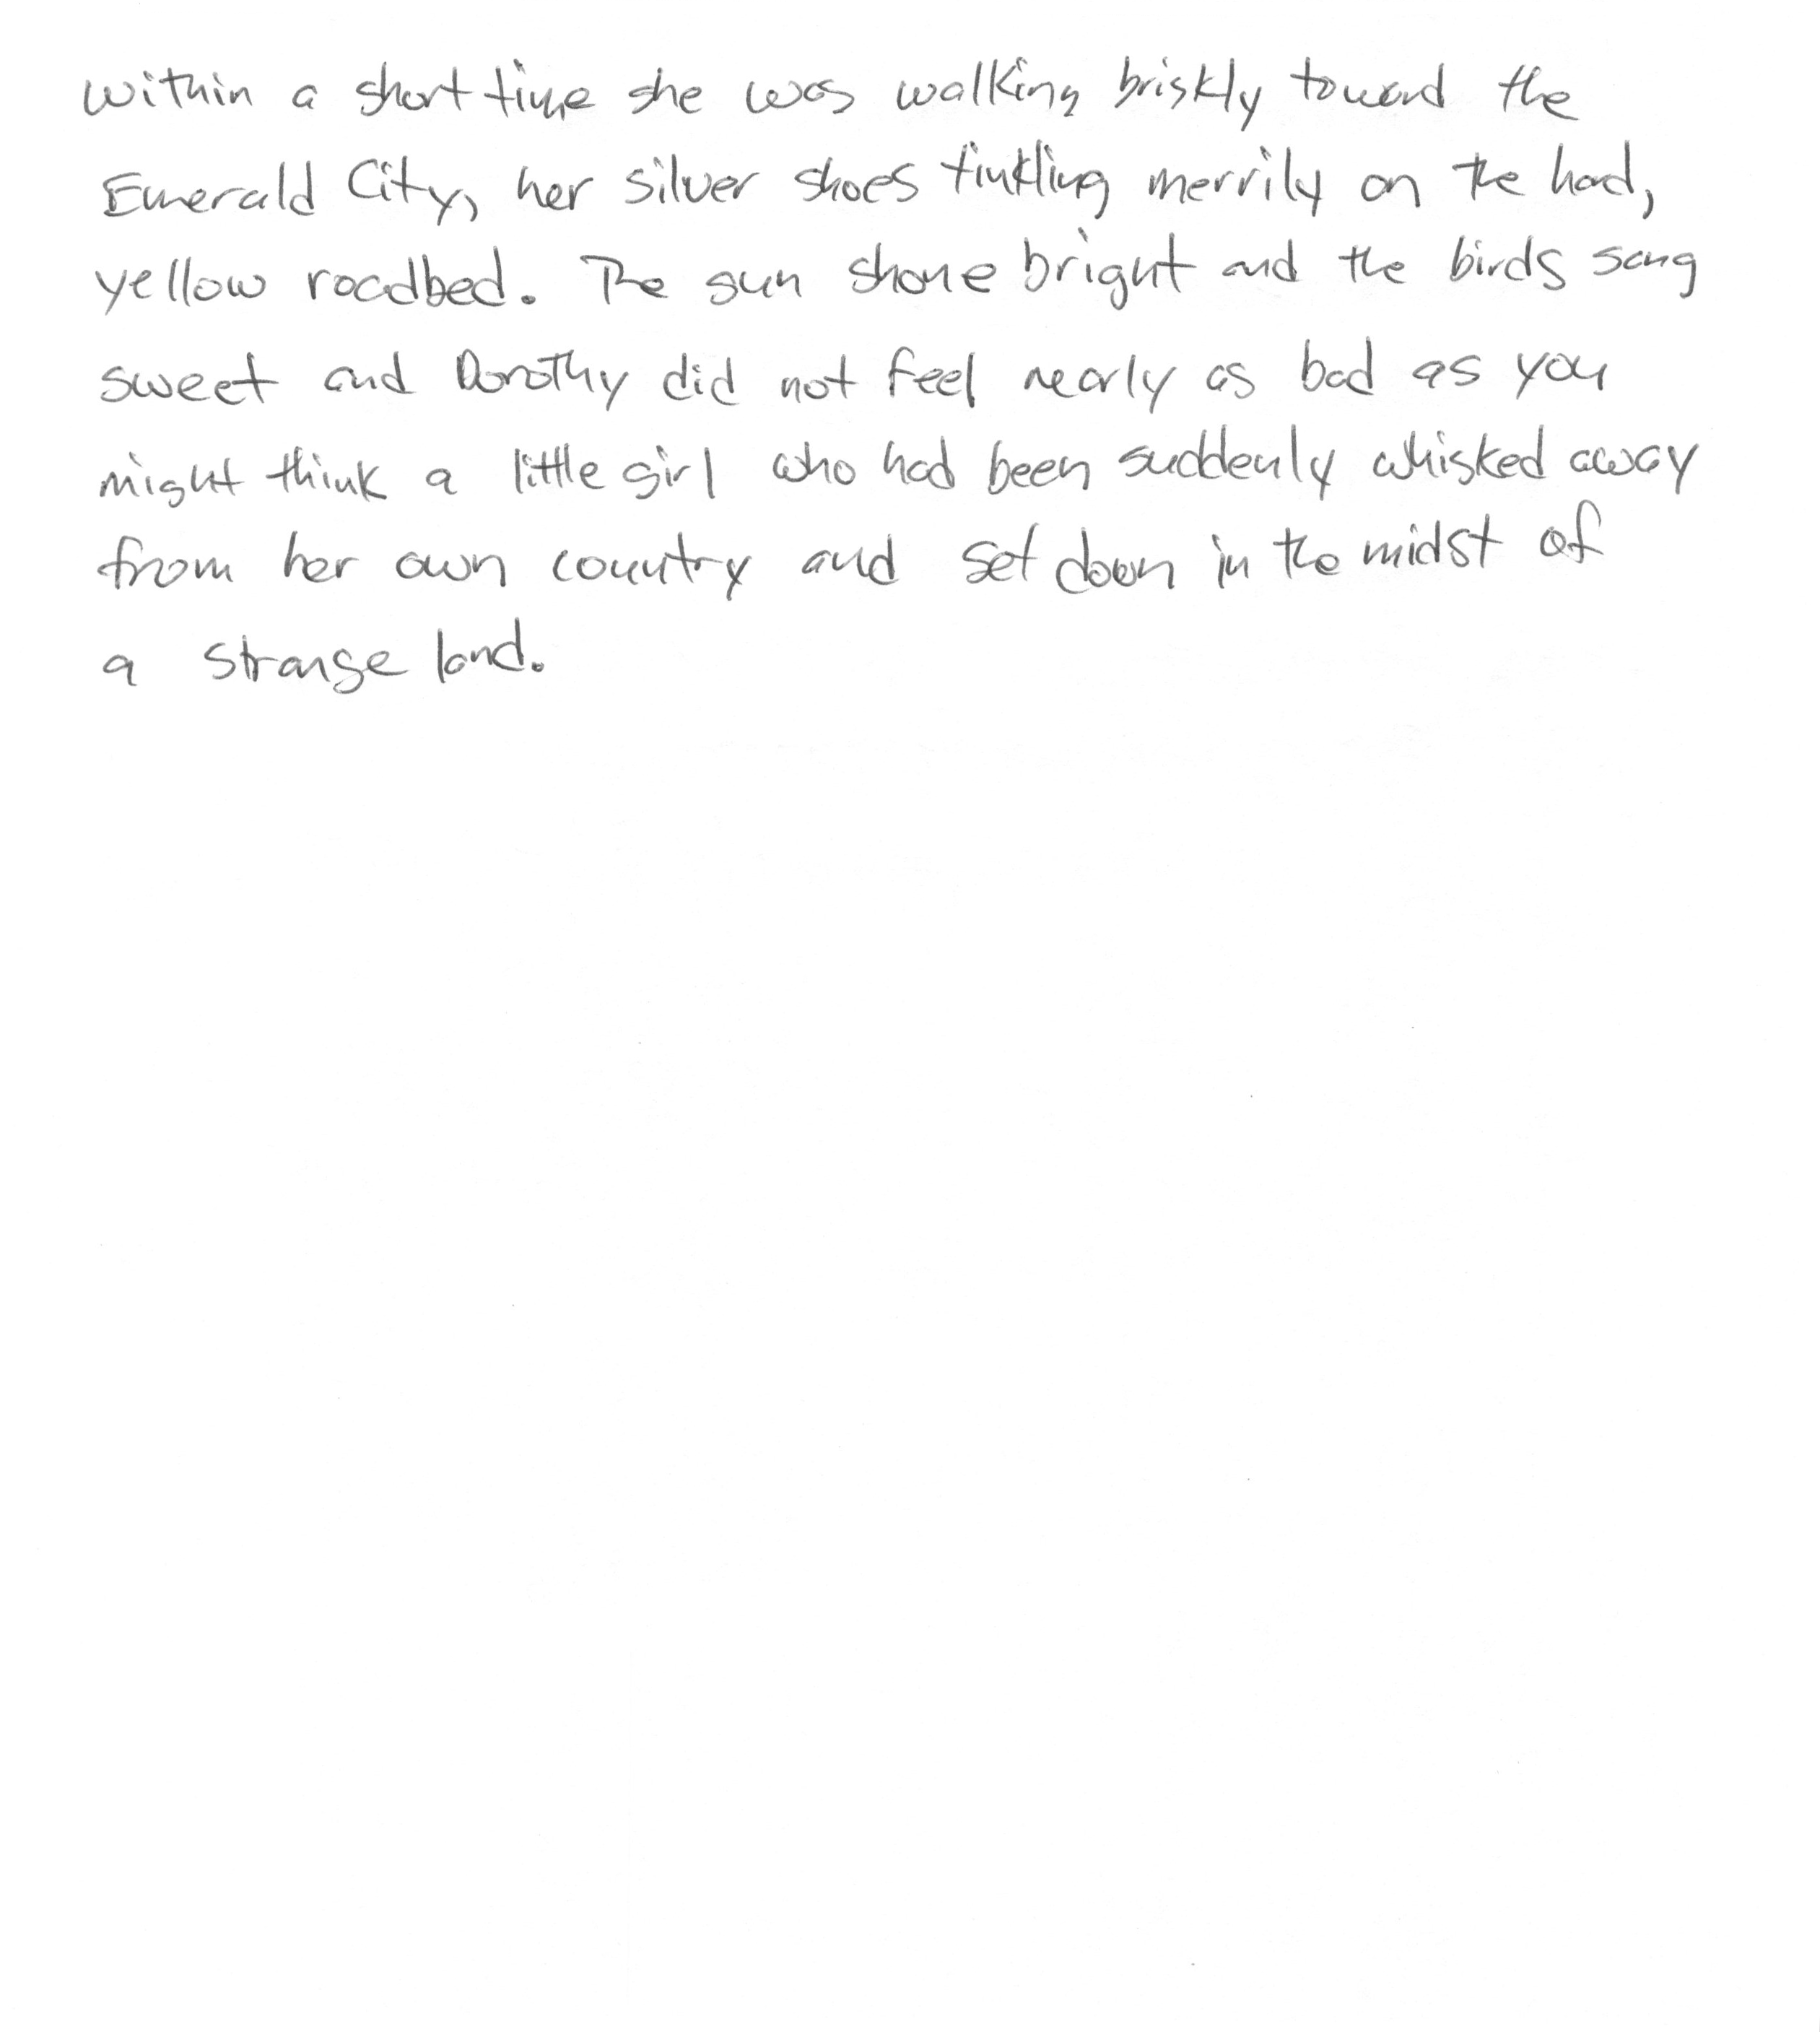 Within a short time she was walking briskly toward the
Emerald City, her silver shoes tinkling merrily on the hard,
yellow roadbed. The sun shone bright and the birds sang
sweet and Dorothy did not feel nearly as bad as you
might think a little girl who had been suddenly whisked away
from her own country and set down in the midst of
a strange land.